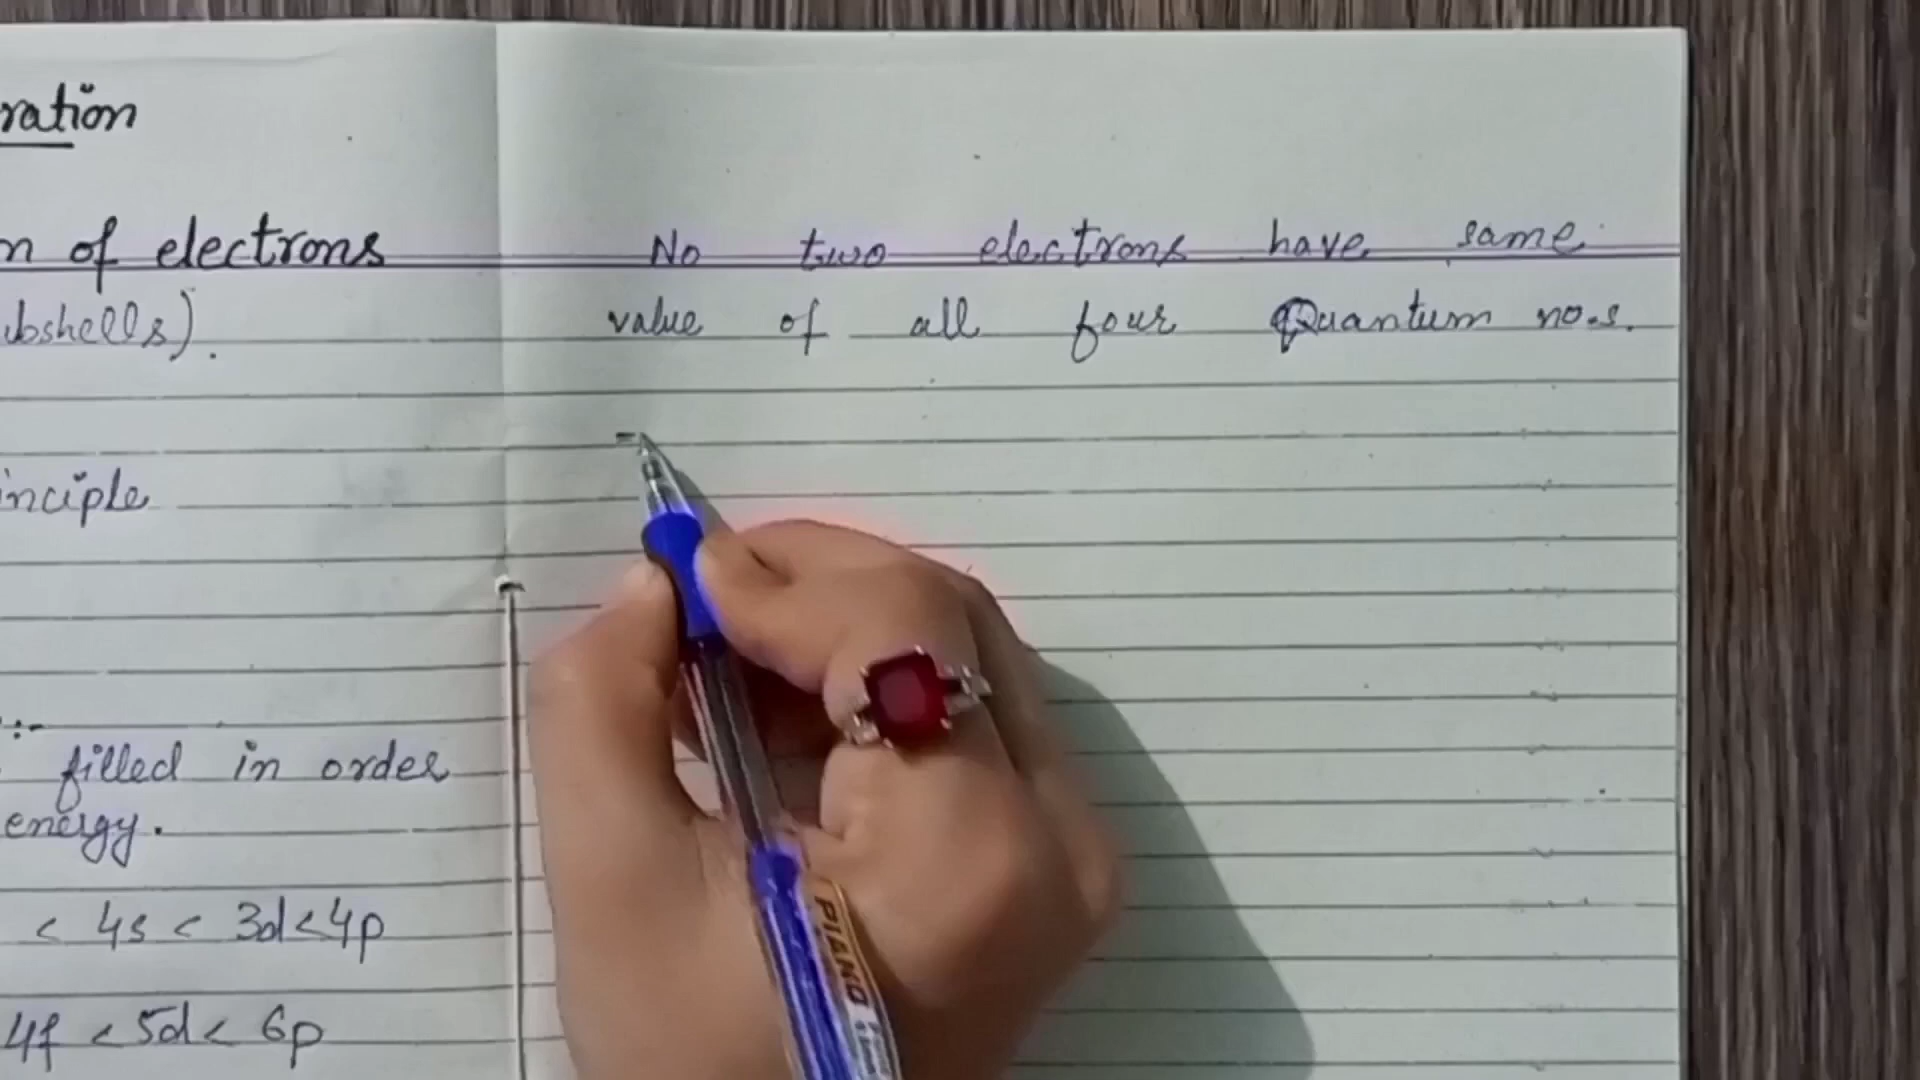 ration
n of electrons
ubshells).
inciple
:-
filled in order
energy.
< 4s < 3d<4p
4f < 5d < 6p
No two electrons have same
value of all four Quantum no.s.
PIANO